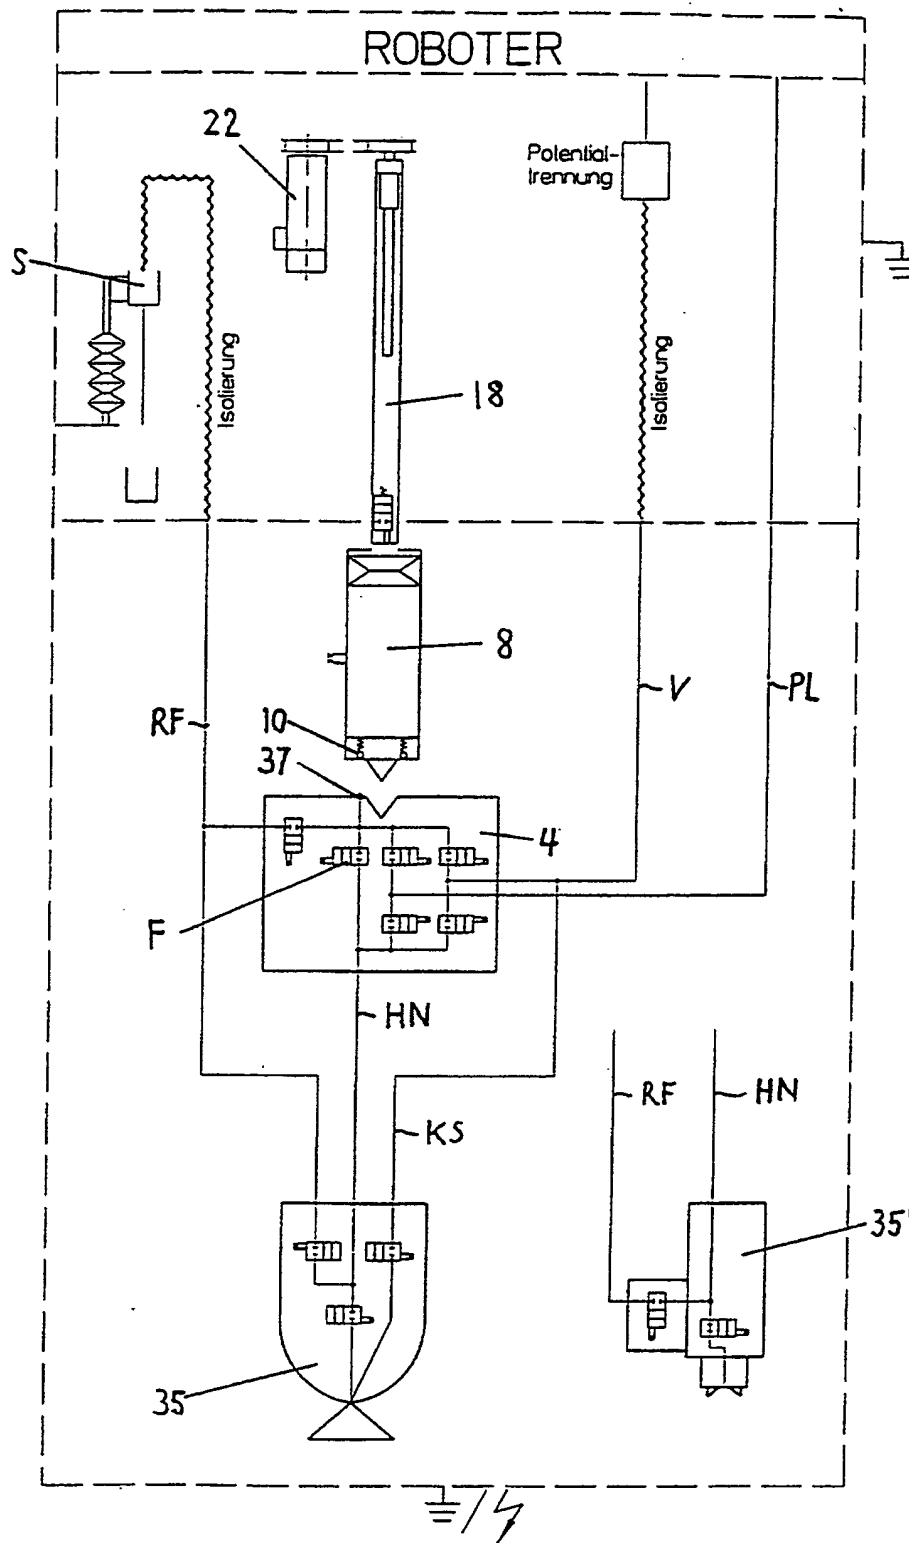 ROBOTER
22
Potential-
trennung
S
Isolierung
Isolierung
18
8
V
PL
RF
10
37
4
F
HN
RF
HN
KS
35'
35